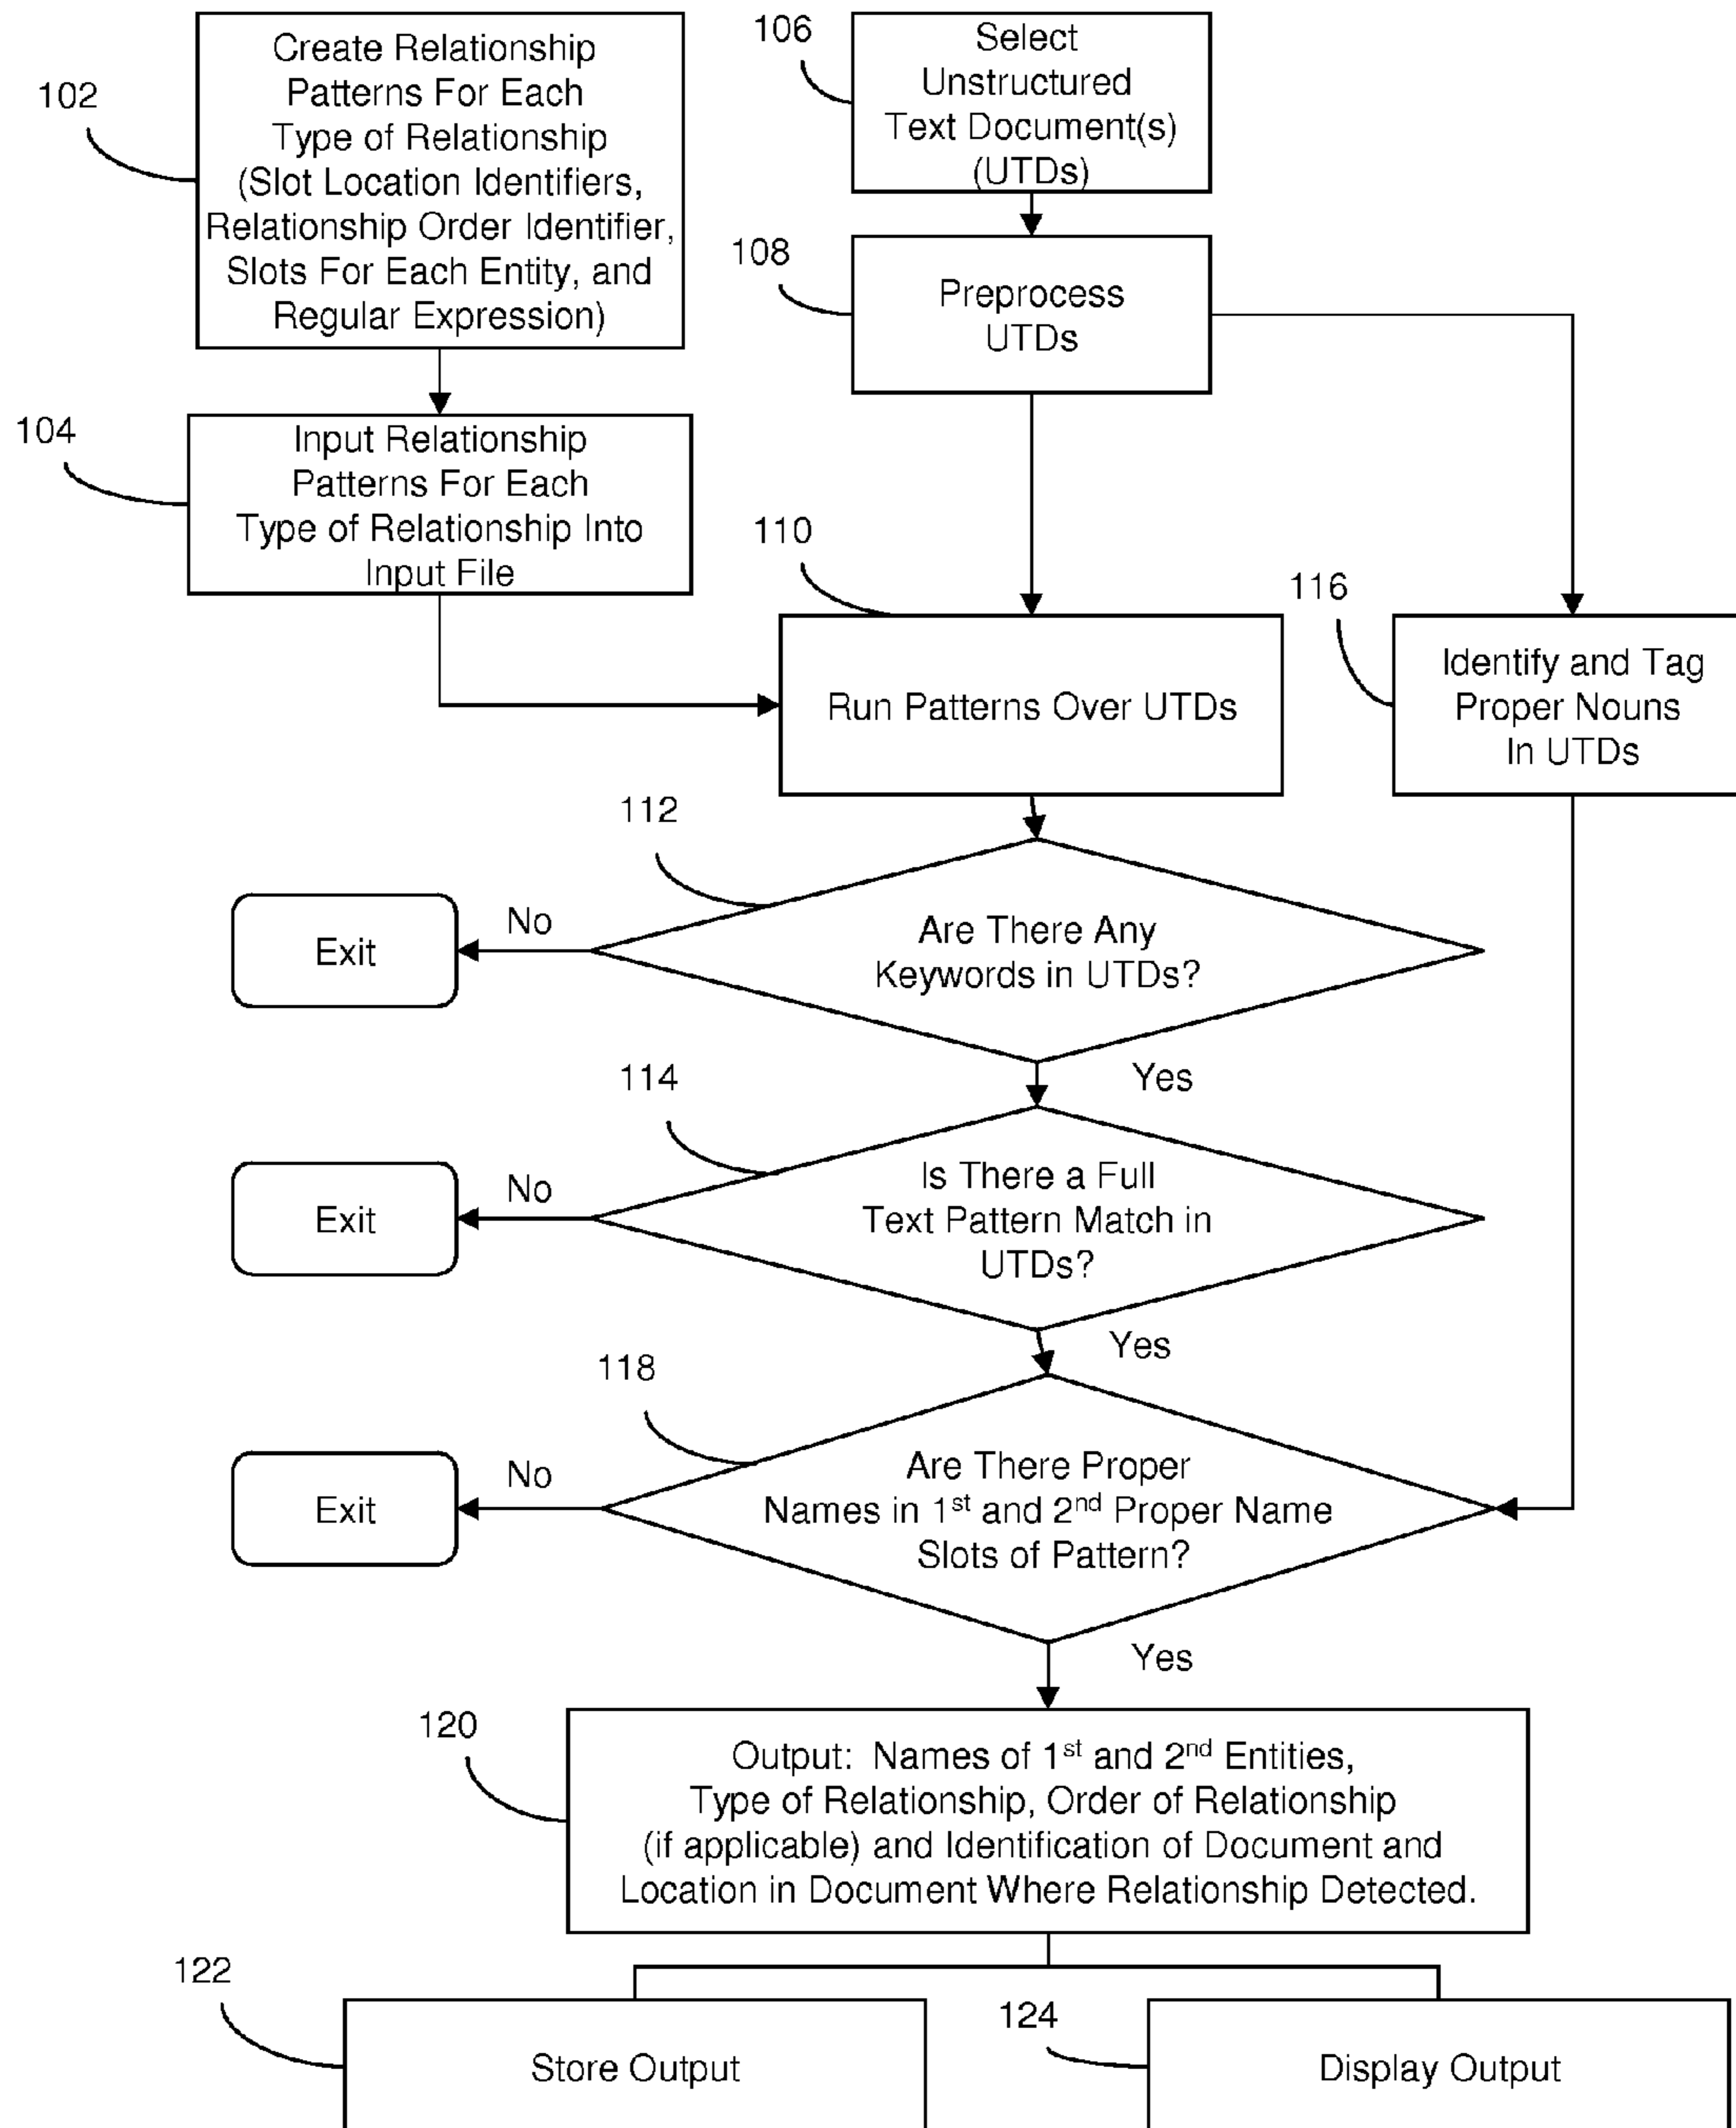 102
Create Relationship
Patterns For Each
Type of Relationship
(Slot Location Identifiers,
Relationship Order Identifier,
Slots For Each Entity, and
Regular Expression)
104
Input Relationship
Patterns For Each
Type of Relationship Into
Input File
106
Select
Unstructured
Text Document(s)
(UTDs)
108
Preprocess
UTDs
110
Run Patterns Over UTDs
116
Identify and Tag
Proper Nouns
In UTDs
112
Are There Any
Keywords in UTDs?
No
Exit
Yes
114
Is There a Full
Text Pattern Match in
UTDs?
No
Exit
Yes
118
Are There Proper
Names in 1st and 2nd Proper Name
Slots of Pattern?
No
Exit
Yes
120
Output: Names of 1st and 2nd Entities,
Type of Relationship, Order of Relationship
(if applicable) and Identification of Document and
Location in Document Where Relationship Detected.
122
Store Output
124
Display Output